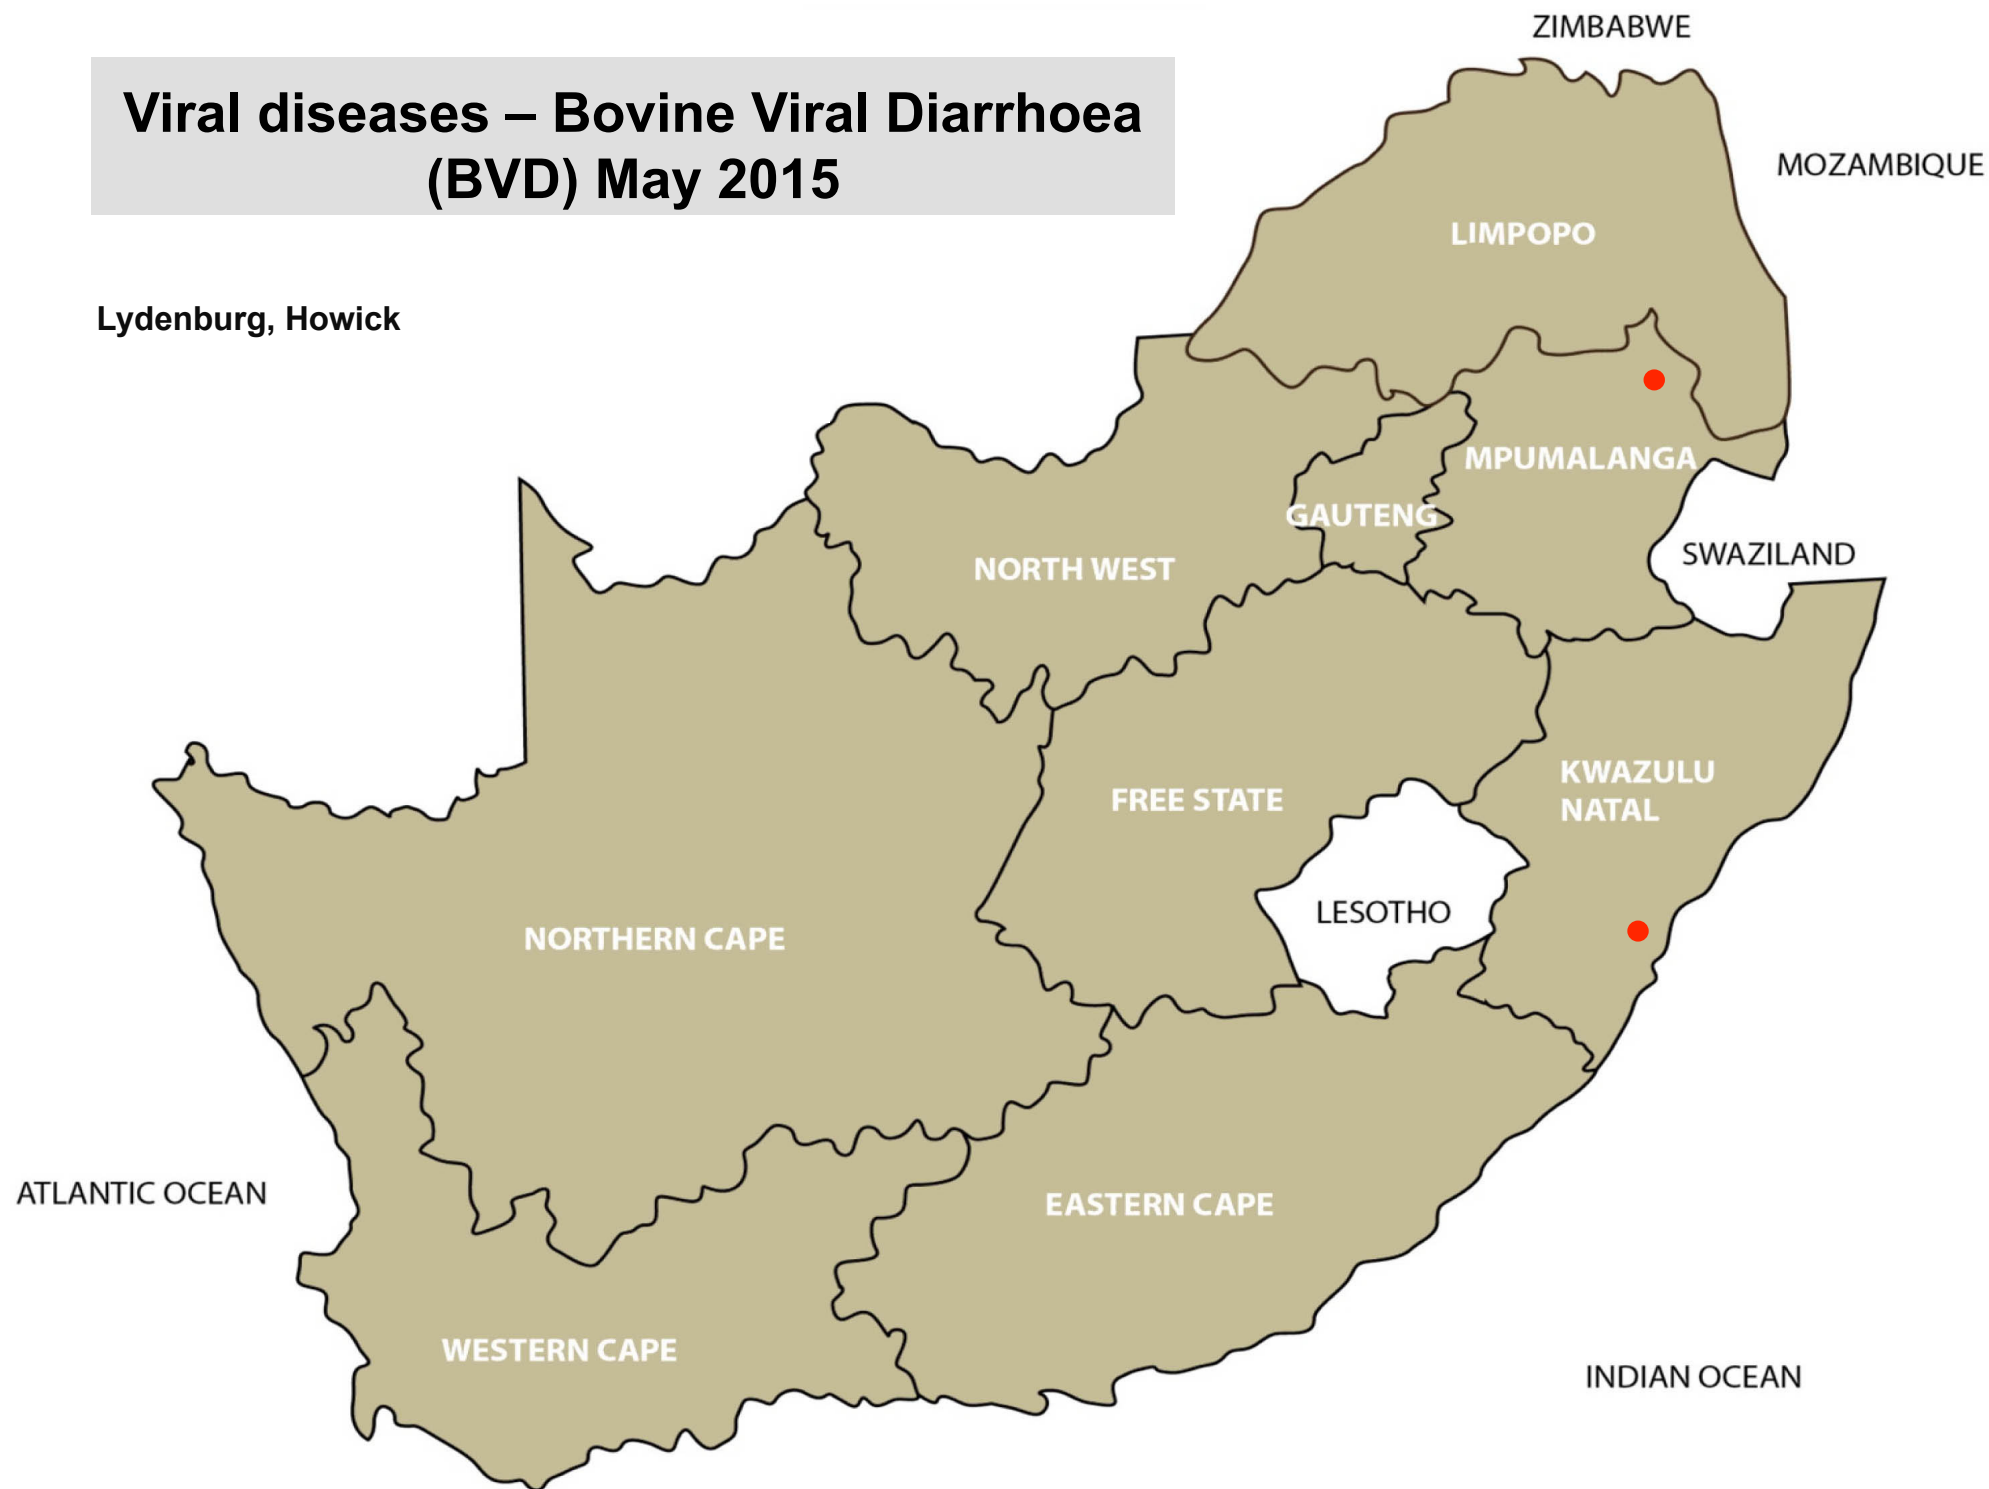 ZIMBABWE
Viral diseases – Bovine Viral Diarrhoea
(BVD) May 2015
MOZAMBIQUE
LIMPOPO
Lydenburg, Howick
MPUMALANGA
GAUTENG
SWAZILAND
NORTH WEST
KWAZULU
NATAL
FREE STATE
LESOTHO
NORTHERN CAPE
ATLANTIC OCEAN
EASTERN CAPE
WESTERN CAPE
INDIAN OCEAN